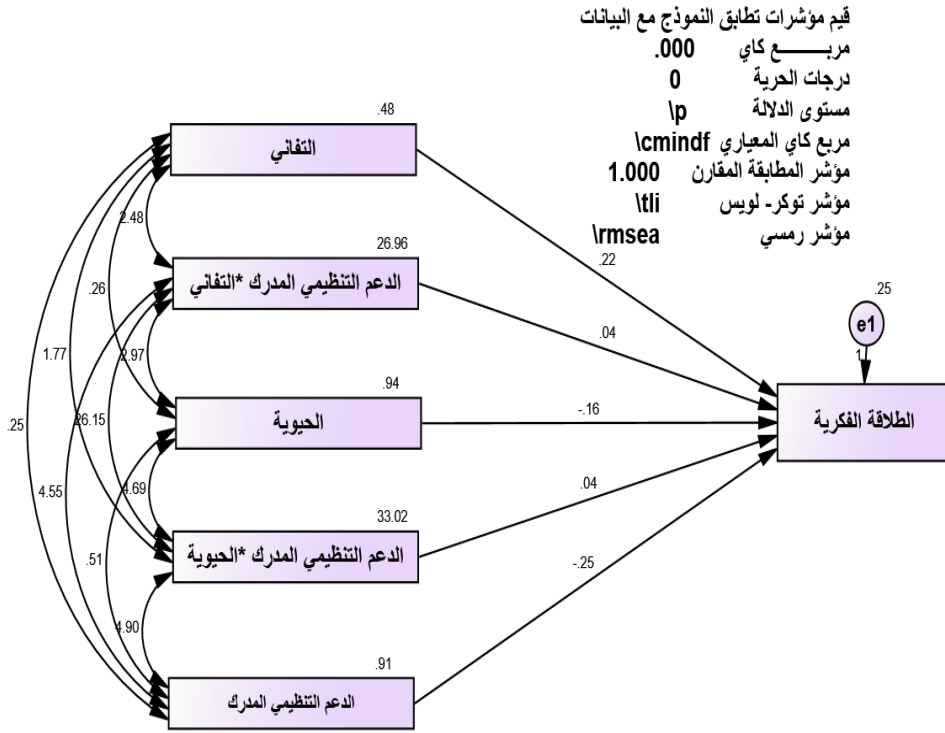 قيم مؤشرات تطابق النموذج مع البيانات
مربـــــــع كاي .000
درجات الحرية 0
مستوى الدلالة \p
مربع كاي المعياري \cmindf
مؤشر المطابقة المقارن 1.000
مؤشر توكر- لويس \tli
مؤشر رمسي \rmsea
.48
التفاني
2.48
.22
26.96
الدعم التنظيمي المدرك *التفاني
.26
.04
.25
e1
1
1.77
2.97
.94
الحيوية
-.16
الطلاقة الفكرية
.25
26.15
4.55
4.69
.04
33.02
الدعم التنظيمي المدرك *الحيوية
.51
-.25
4.90
.91
الدعم التنظيمي المدرك